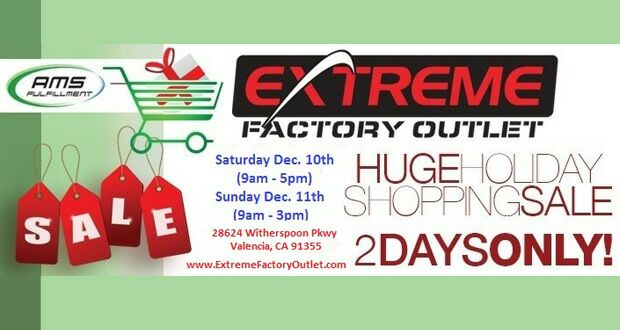 AMS
FULFILLMENT
EXTREME
FACTORY OUTLET
SALE
Saturday Dec. 10th
(9am - 5pm)
Sunday Dec. 11th
(9am - 3pm)
28624 Witherspoon Pkwy
Valencia, CA 91355
www.ExtremeFactoryOutlet.com
HUGEHOLIDAY
SHOPPINGSALE
2DAYSONLY!